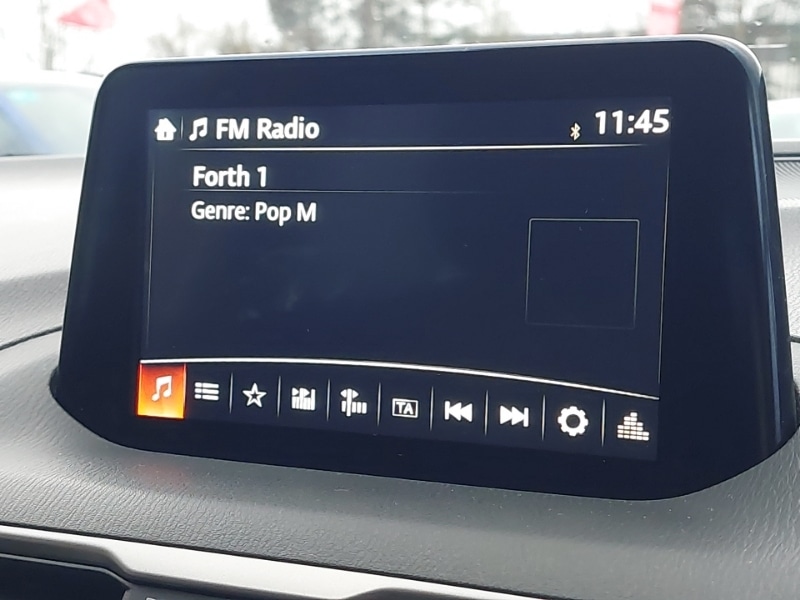 FM Radio 11:45
Forth 1
Genre: Pop M
TA